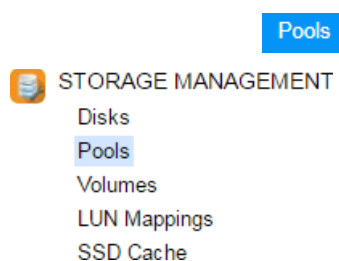 Pools
STORAGE MANAGEMENT
Disks
Pools
Volumes
LUN Mappings
SSD Cache